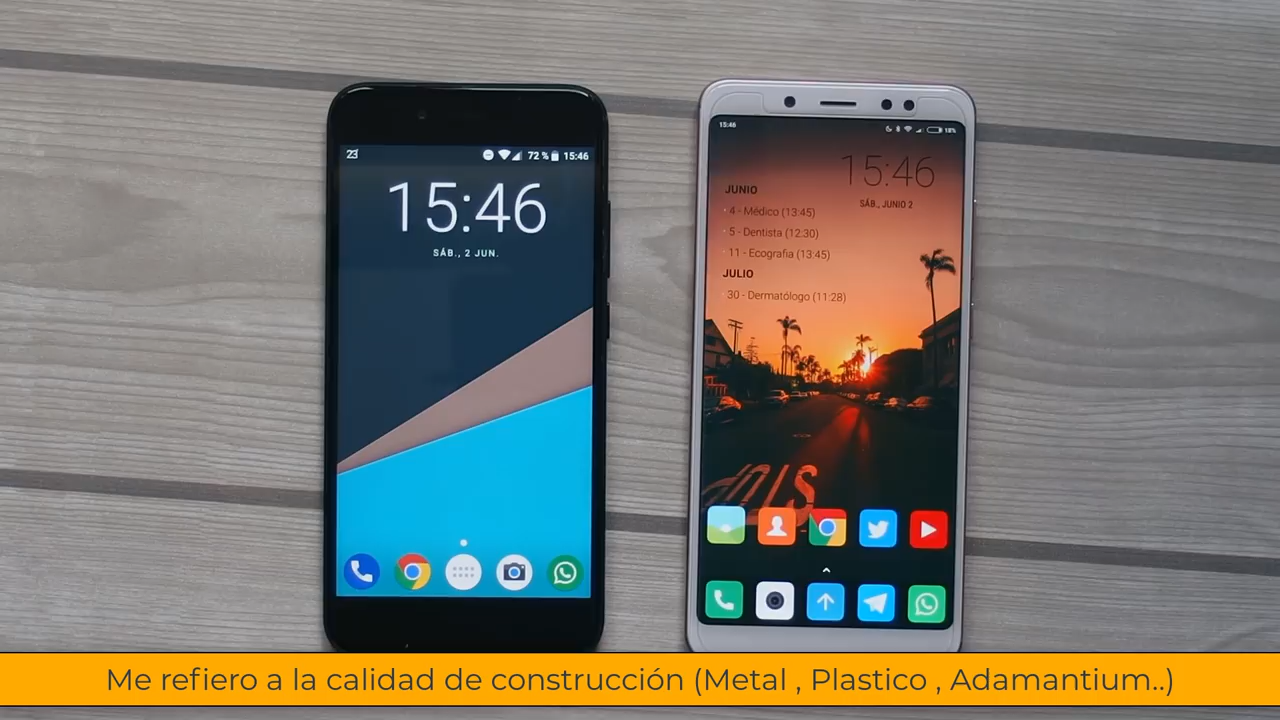 23
72 %
15:46
15:46
SÁB., 2 JUN.
15:46
18%
15:46
SÁB., JUNIO 2
JUNIO
4 - Médico (13:45)
5 - Dentista (12:30)
11 - Ecografia (13:45)
JULIO
30 - Dermatólogo (11:28)
STOP
Me refiero a la calidad de construcción (Metal , Plastico , Adamantium..)